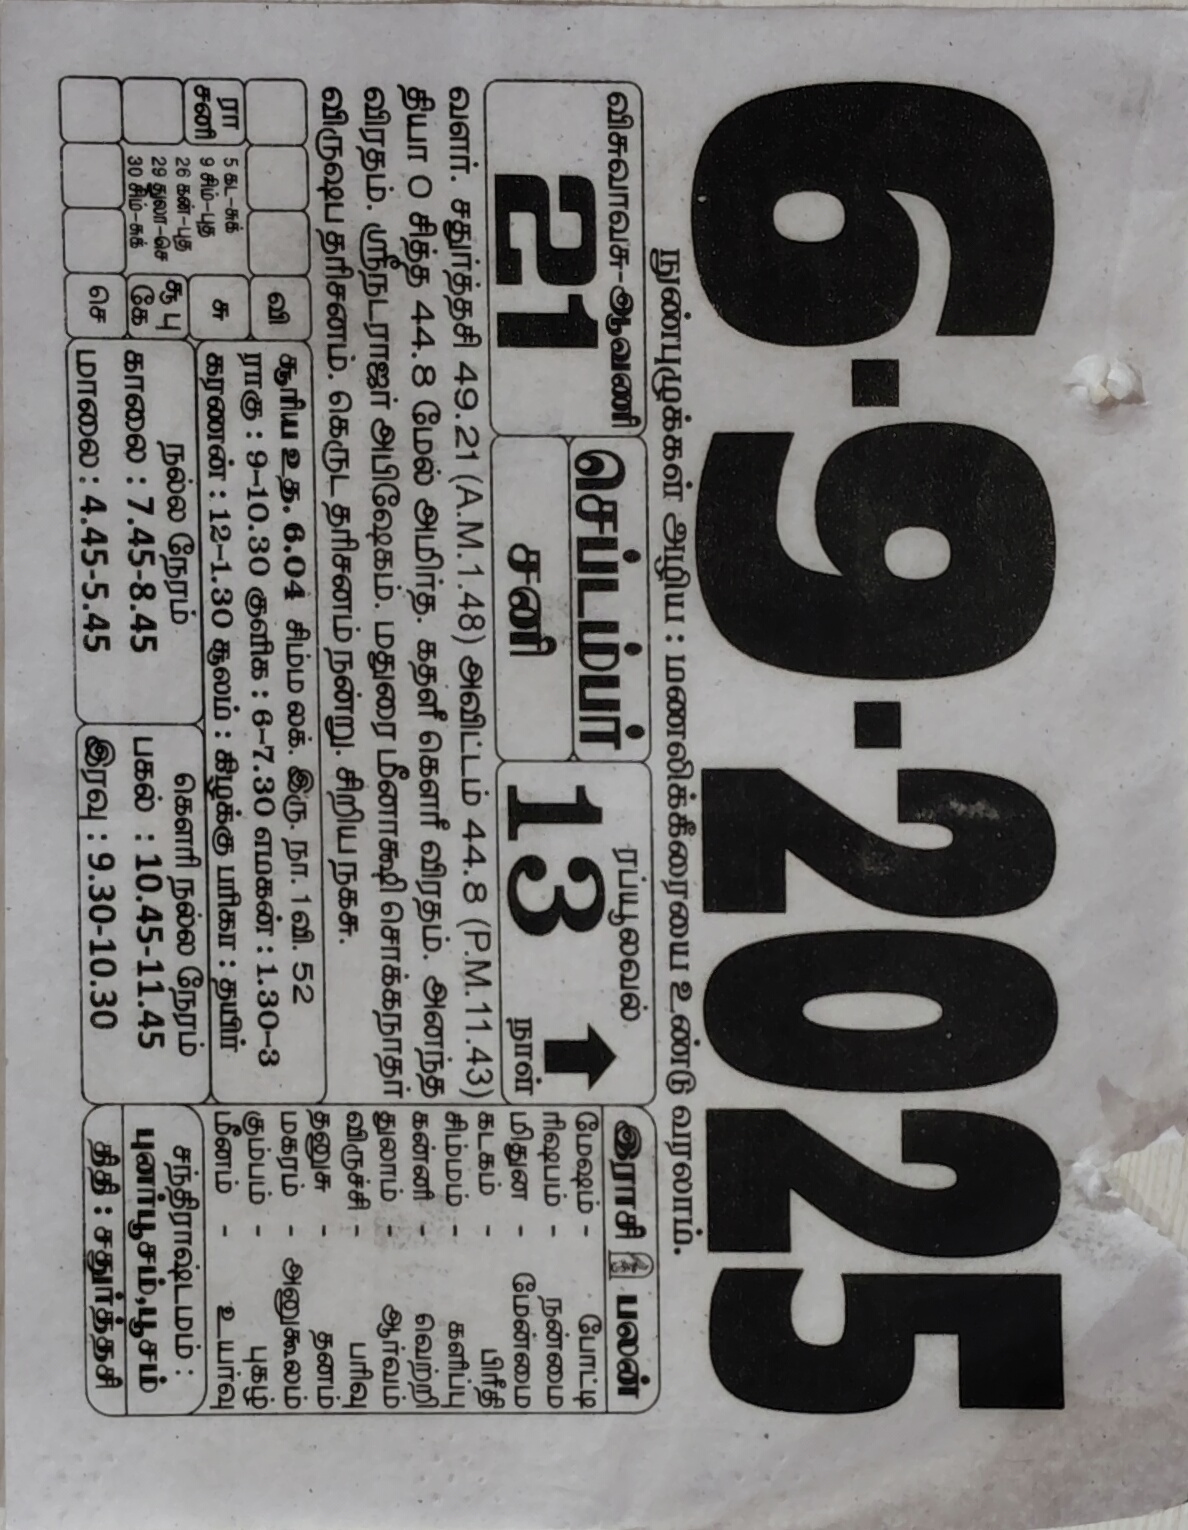 6.9.2025
நுண்புழுக்கள் அழிய : மணலிக்கீரையை உண்டு வரலாம்.
விசுவாவசு-ஆவணி
21
செப்டம்பர்
சனி
ரப்யூலவல்
13
நாள்
வளர். சதுர்த்தசி 49.21 (A.M.1.48) அவிட்டம் 44.8 (P.M.11.43)
தியா 0 சித்த 44.8 மேல் அமிர்த. கதளீ கௌரீ விரதம். அனந்த
விரதம். ஸ்ரீநடராஜர் அபிஷேகம். மதுரை மீனாக்ஷி சொக்கநாதர்
விருஷப தரிசனம். கெருட தரிசனம் நன்று. சிறிய நகசு.
ரா
சனி
5 கட-சுக்
9 சிம்-புத
26 கன்-புத
29 துலா-செ
30 சிம்-சுக்
வி
சு
சூ பு
கே
செ
சூரிய உத. 6.04 சிம்ம லக். இரு. நா. 1வி. 52
ராகு : 9-10.30 குளிக : 6-7.30 எமகன் : 1.30-3
கரணன் : 12-1.30 சூலம் : கிழக்கு பரிகா : தயிர்
நல்ல நேரம்
காலை : 7.45-8.45
மாலை : 4.45-5.45
கௌரி நல்ல நேரம்
பகல் : 10.45-11.45
இரவு : 9.30-10.30
இராசி பலன்
மேஷம் - போட்டி
ரிஷபம் - நன்மை
மிதுன - மேன்மை
கடகம் - பிரீதி
சிம்மம் - களிப்பு
கன்னி - வெற்றி
துலாம் - ஆர்வம்
விருச்சி - பரிவு
தனுசு - தனம்
மகரம் - அனுகூலம்
கும்பம் - புகழ்
மீனம் - உயர்வு
சந்திராஷ்டமம் :
புனர்பூசம்,பூசம்
திதி : சதுர்த்தசி